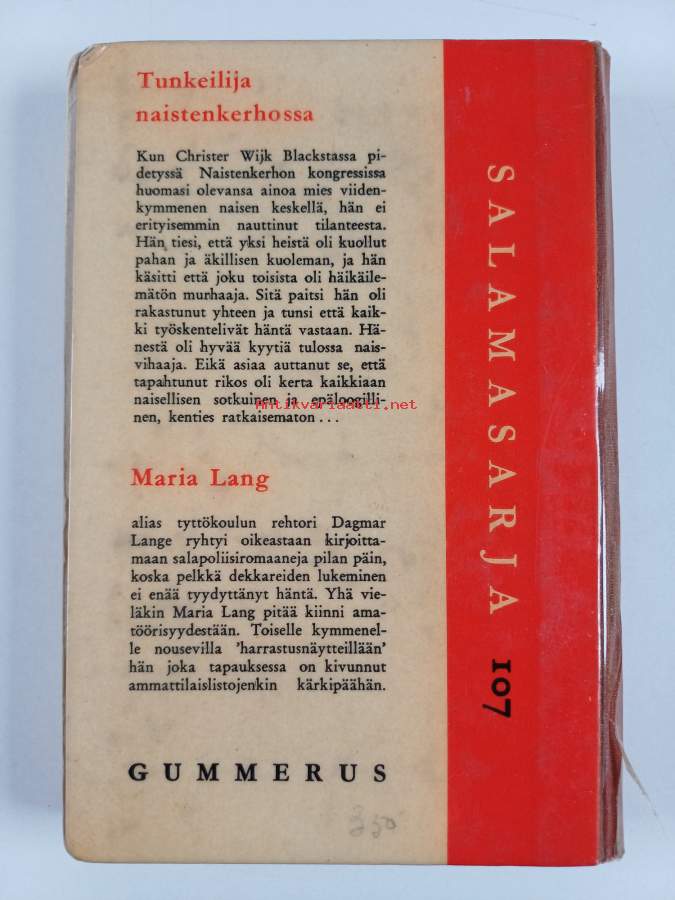 Tunkeilija
naistenkerhossa
Kun Christer Wijk Blackstassa pi-
detyssä Naistenkerhon kongressissa
huomasi olevansa ainoa mies viiden-
kymmenen naisen keskellä, hän ei
erityisemmin nauttinut tilanteesta.
Hän tiesi, että yksi heistä oli kuollut
pahan ja äkillisen kuoleman, ja hän
käsitti että joku toisista oli häikäile-
mätön murhaaja. Sitä paitsi hän oli
rakastunut yhteen ja tunsi että kaik-
ki työskentelivät häntä vastaan. Hä-
nestä oli hyvää kyytiä tulossa nais-
vihaaja. Eikä asiaa auttanut se, että
tapahtunut rikos oli kerta kaikkiaan
naisellisen sotkuinen ja epäloogilli-
nen, kenties ratkaisematon . . .
antikvariaatti.net
Maria Lang
alias tyttökoulun rehtori Dagmar
Lange ryhtyi oikeastaan kirjoitta-
maan salapoliisiromaaneja pilan päin,
koska pelkkä dekkareiden lukeminen
ei enää tyydyttänyt häntä. Yhä vie-
läkin Maria Lang pitää kiinni ama-
töörisyydestään. Toiselle kymmenel-
le nousevilla 'harrastusnäytteillään'
hän joka tapauksessa on kivunnut
ammattilaislistojen'kin kärkipäähän.
GUMMERUS
350
SALAMASARJA 107